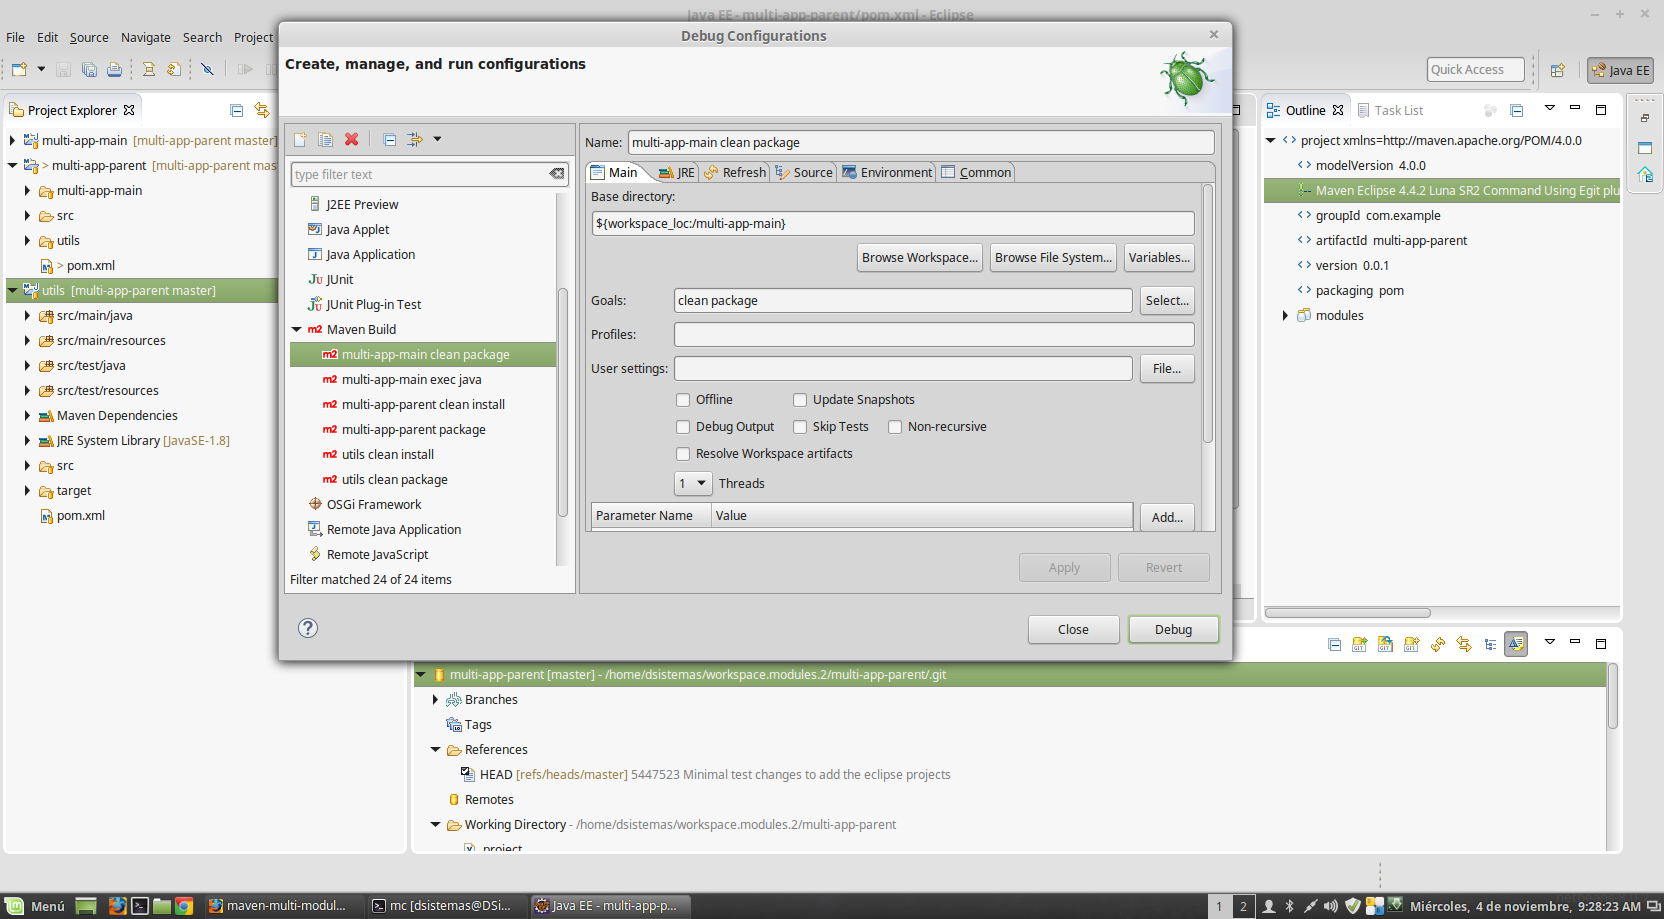 Java EE - multi-app-parent/pom.xml - Eclipse
File Edit Source Navigate Search Project
Quick Access
Java EE
Project Explorer
multi-app-main [multi-app-parent master]
> multi-app-parent [multi-app-parent mas
multi-app-main
src
utils
> pom.xml
utils [multi-app-parent master]
src/main/java
src/main/resources
src/test/java
src/test/resources
Maven Dependencies
JRE System Library [JavaSE-1.8]
src
target
pom.xml
Debug Configurations
Create, manage, and run configurations
type filter text
J2EE Preview
Java Applet
Java Application
Ju JUnit
JUnit Plug-in Test
m2 Maven Build
m2 multi-app-main clean package
m2 multi-app-main exec java
m2 multi-app-parent clean install
m2 multi-app-parent package
m2 utils clean install
m2 utils clean package
OSGi Framework
Remote Java Application
Remote JavaScript
Filter matched 24 of 24 items
Name: multi-app-main clean package
Main JRE Refresh Source Environment Common
Base directory:
${workspace_loc:/multi-app-main}
Browse Workspace... Browse File System... Variables...
Goals: clean package Select...
Profiles:
User settings: File...
Offline Update Snapshots
Debug Output Skip Tests Non-recursive
Resolve Workspace artifacts
1 Threads
Parameter Name Value Add...
Apply Revert
Close Debug
Outline Task List
project xmlns=http://maven.apache.org/POM/4.0.0
modelVersion 4.0.0
Maven Eclipse 4.4.2 Luna SR2 Command Using Egit plu
groupId com.example
artifactId multi-app-parent
version 0.0.1
packaging pom
modules
multi-app-parent [master] - /home/dsistemas/workspace.modules.2/multi-app-parent/.git
Branches
Tags
References
HEAD [refs/heads/master] 5447523 Minimal test changes to add the eclipse projects
Remotes
Working Directory - /home/dsistemas/workspace.modules.2/multi-app-parent
.project
Menú maven-multi-modul... mc [dsistemas@DSi... Java EE - multi-app-p... 1 2 Miércoles, 4 de noviembre, 9:28:23 AM